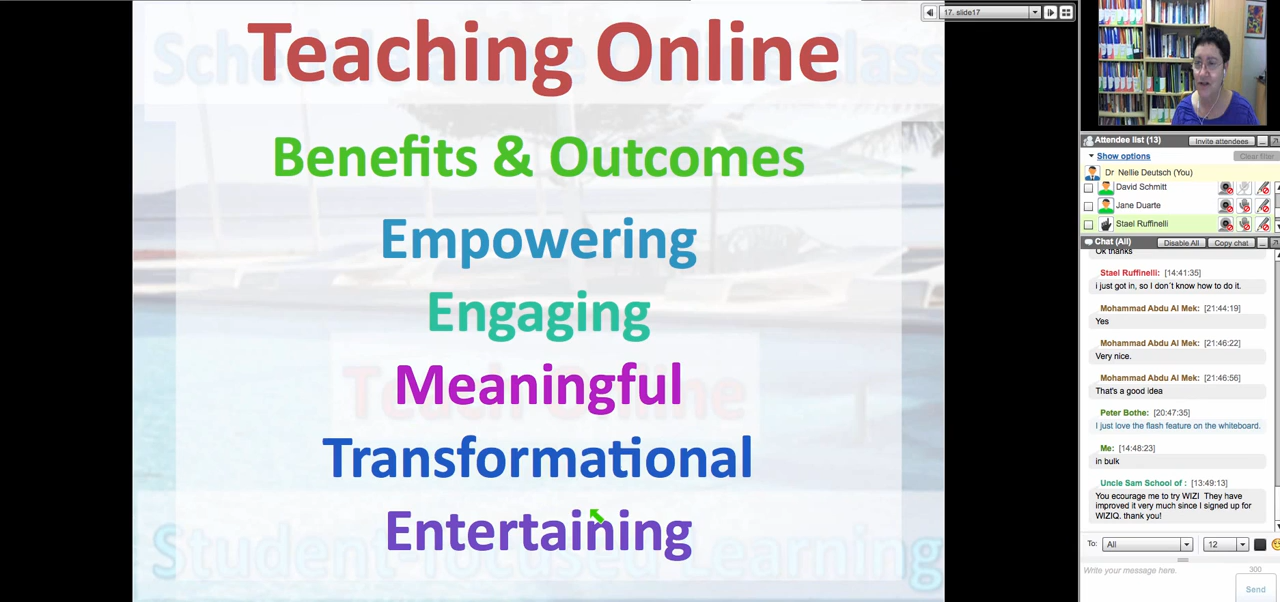 17. slide17
Teaching Online
Benefits & Outcomes
Empowering
Engaging
Meaningful
Transformational
Entertaining
Teach Online
Attendee list (13)
Invite attendees
Show options
Clear filter
Dr Nellie Deutsch (You)
David Schmitt
Jane Duarte
Stael Ruffinelli
Chat (All)
Disable All
Copy chat
Ok thanks
Stael Ruffinelli: [14:41:35]
i just got in, so I don´t know how to do it.
Mohammad Abdu Al Mek: [21:44:19]
Yes
Mohammad Abdu Al Mek: [21:46:22]
Very nice.
Mohammad Abdu Al Mek: [21:46:56]
That's a good idea
Peter Bothe: [20:47:35]
I just love the flash feature on the whiteboard.
Me: [14:48:23]
in bulk
Uncle Sam School of : [13:49:13]
You ecourage me to try WIZI They have
improved it very much since I signed up for
WIZIQ. thank you!
To: All 12
Write your message here.
300
Send